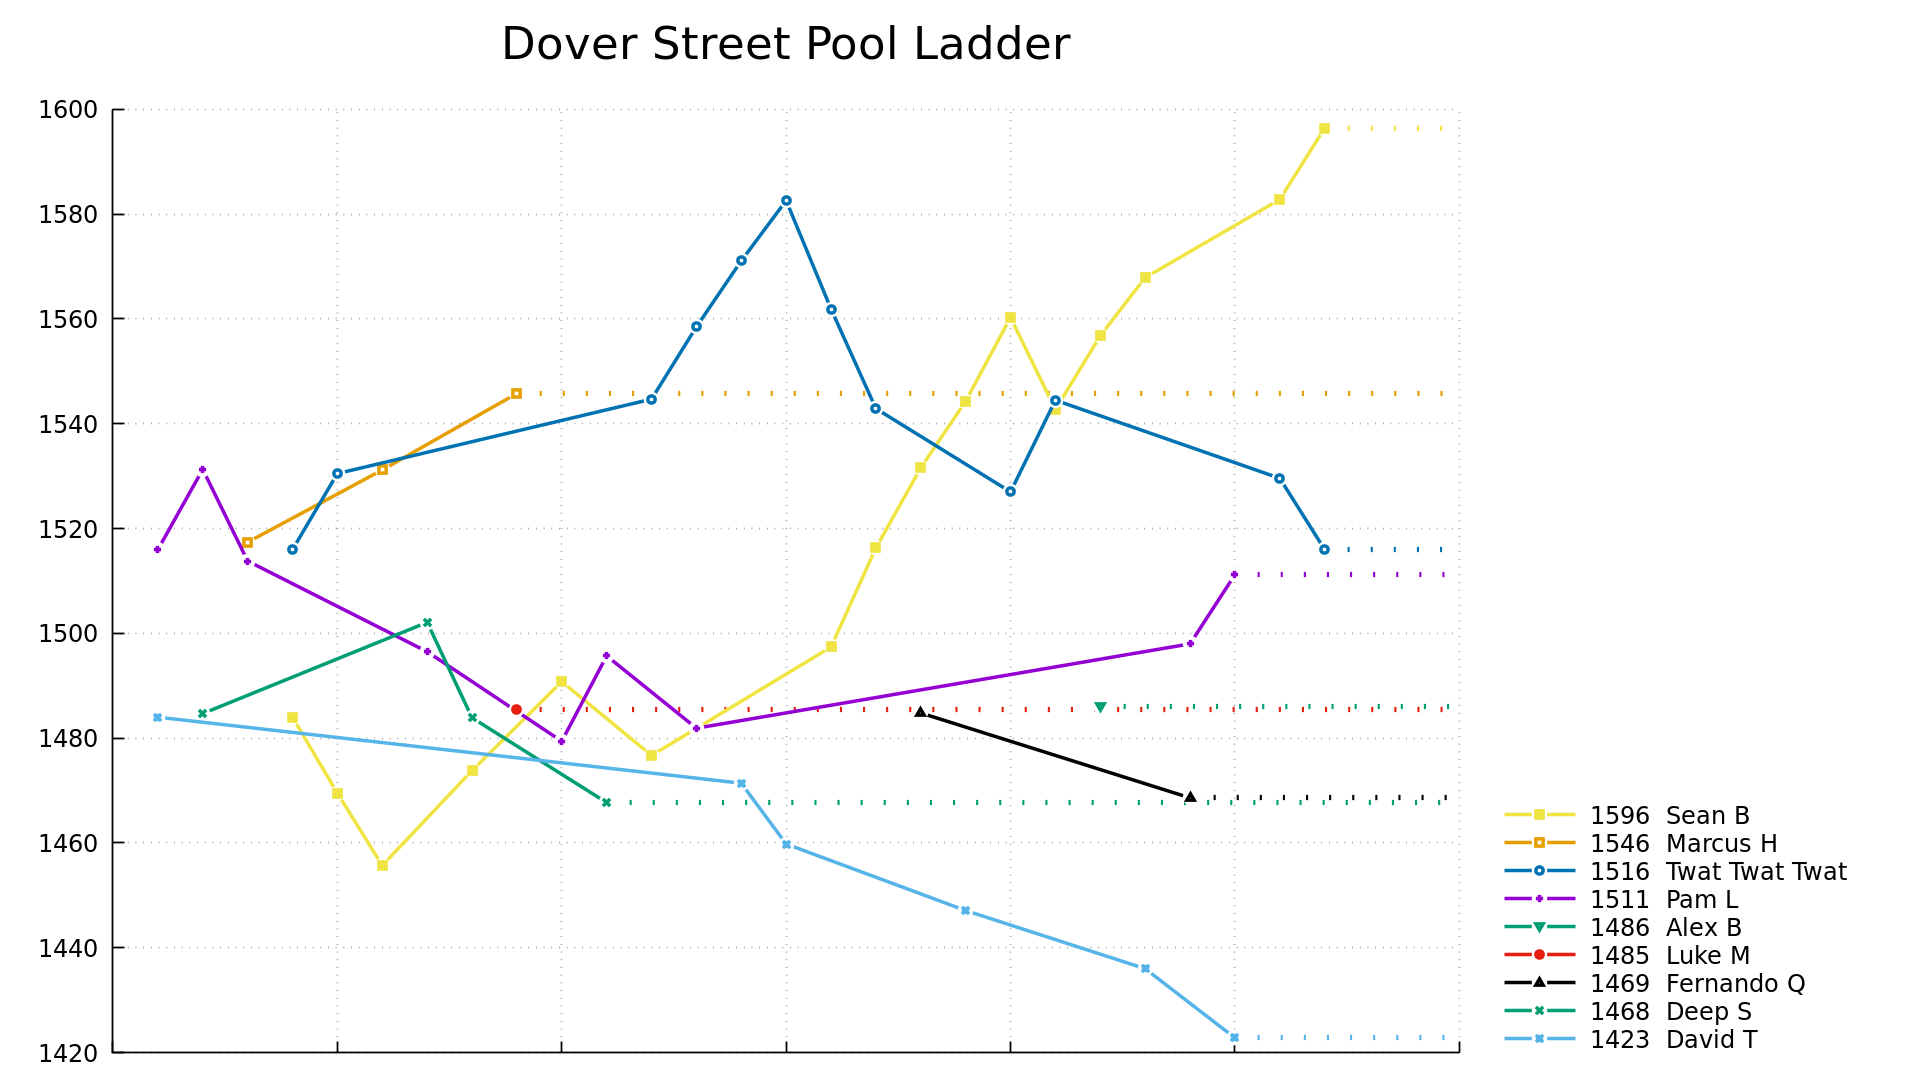 Dover Street Pool Ladder
1600
1580
1560
1540
1520
1500
1480
1460
1440
1420
1596 Sean B
1546 Marcus H
1516 Twat Twat Twat
1511 Pam L
1486 Alex B
1485 Luke M
1469 Fernando Q
1468 Deep S
1423 David T